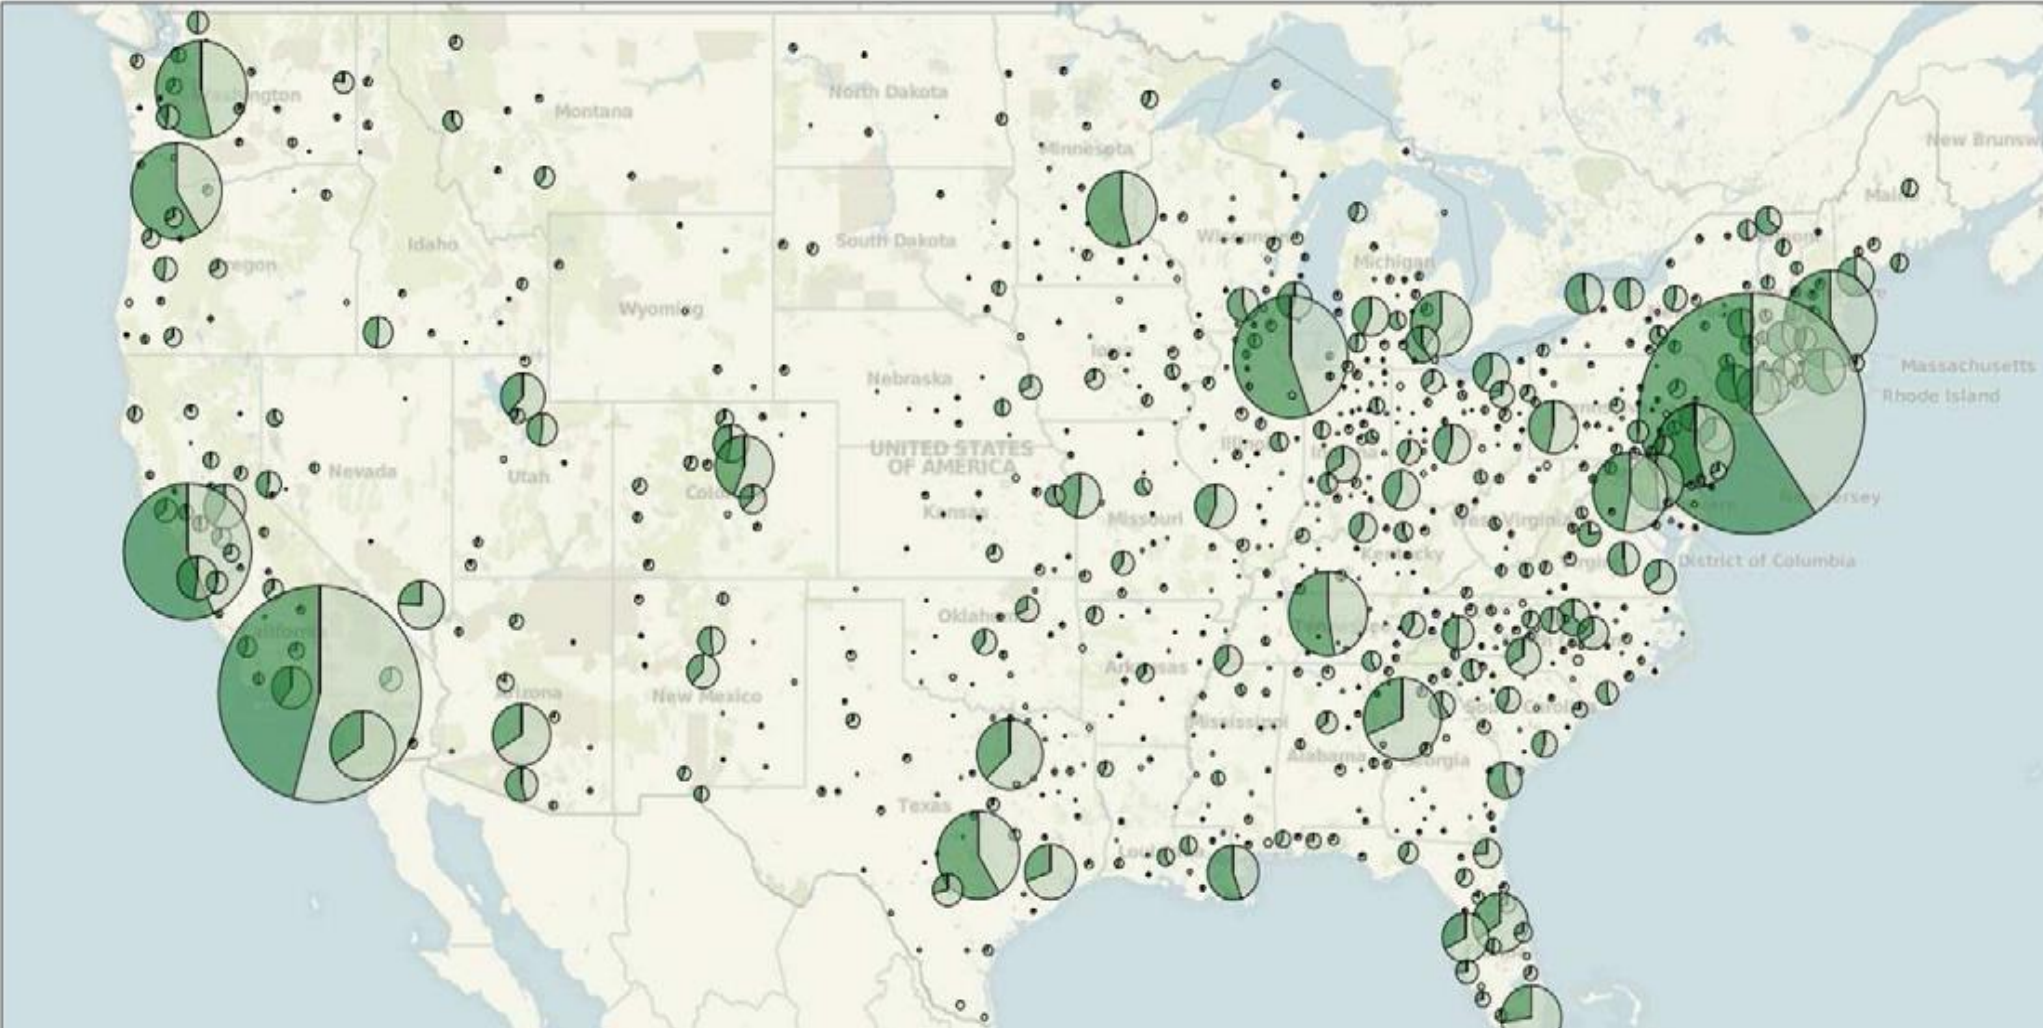 Washington
Montana
North Dakota
Minnesota
New Brunsw
Maine
Vermont
Idaho
Oregon
South Dakota
Wisconsin
Michigan
Wyoming
Iowa
Nebraska
Massachusetts
Rhode Island
UNITED STATES
OF AMERICA
Nevada
Utah
Colorado
Illinois
Indiana
Kansas
Missouri
West Virginia
New Jersey
Kentucky
Virginia
District of Columbia
California
Oklahoma
Tennessee
Arizona
New Mexico
Arkansas
Mississippi
Alabama
Georgia
South Carolina
Texas
Louisiana